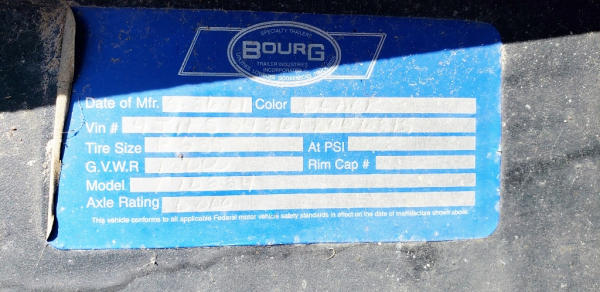 SPECIALTY TRAILERS
BOURG
TRAILER INDUSTRIES
INCORPORATED
Date of Mfr. Color
Vin #
Tire Size At PSI
G.V.W.R Rim Cap #
Model
Axle Rating
This vehicle conforms to all applicable Federal motor vehicle safety standards in effect on the date of manufacture shown above.